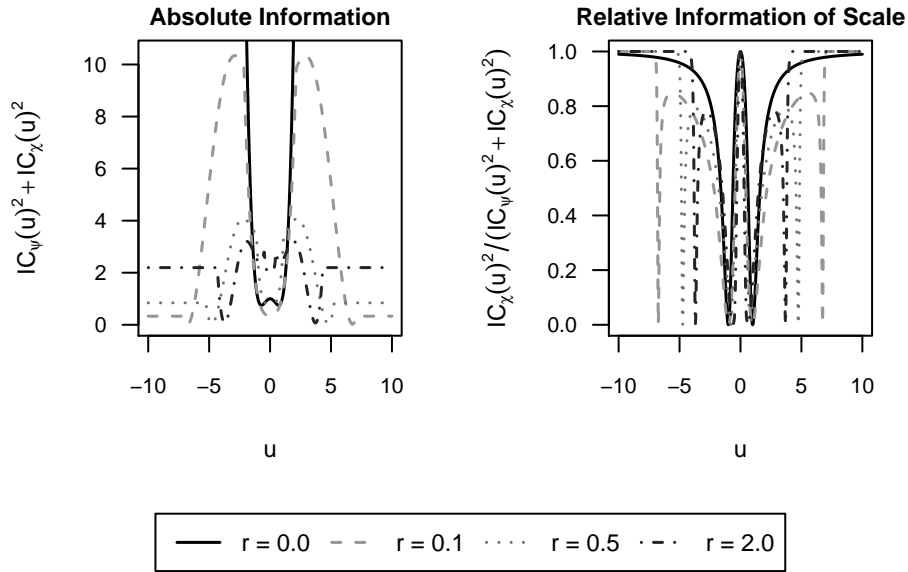 Absolute Information
IC_ψ(u)² + IC_χ(u)²
10
8
6
4
2
0
−10 −5 0 5 10
u
Relative Information of Scale
IC_χ(u)²/(IC_ψ(u)² + IC_χ(u)²)
1.0
0.8
0.6
0.4
0.2
0.0
−10 −5 0 5 10
u
r = 0.0 r = 0.1 r = 0.5 r = 2.0